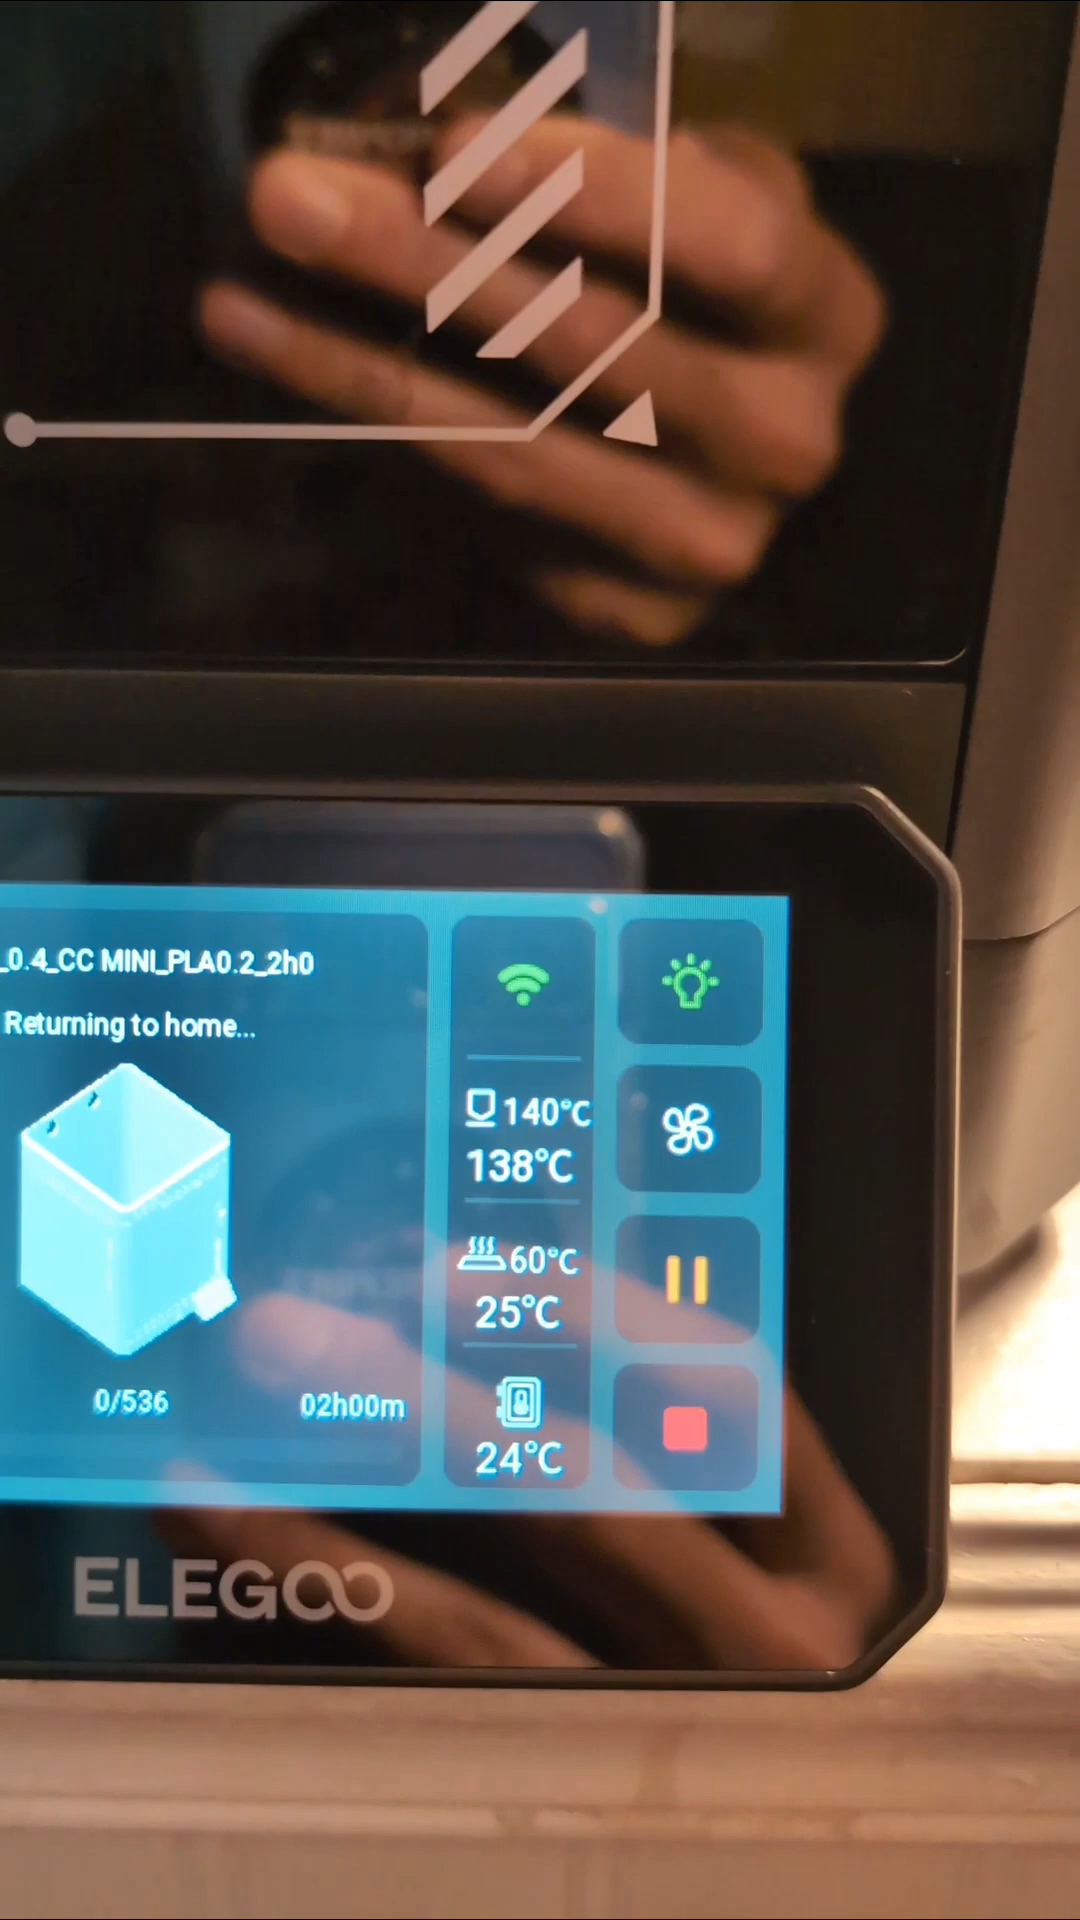 _0.4_CC MINI_PLA0.2_2h0
Returning to home...
0/536
02h00m
140°C
138°C
60°C
25°C
24°C
ELEGOO